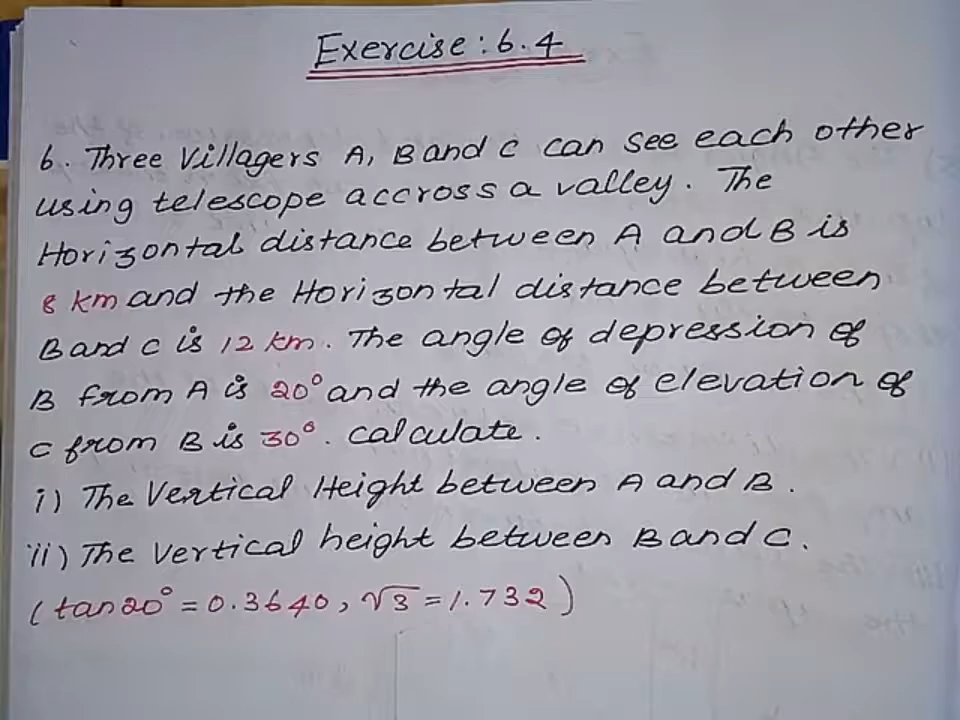 Exercise: 6.4
6. Three Villagers A, B and C can see each other
using telescope accross a valley. The
Horizontal distance between A and B is
8 km and the Horizontal distance between
B and C is 12 km. The angle of depression of
B from A is 20° and the angle of elevation of
C from B is 30°. calculate.
i) The Vertical Height between A and B.
ii) The Vertical height between B and C.
(tan20° = 0.3640, √3 = 1.732)